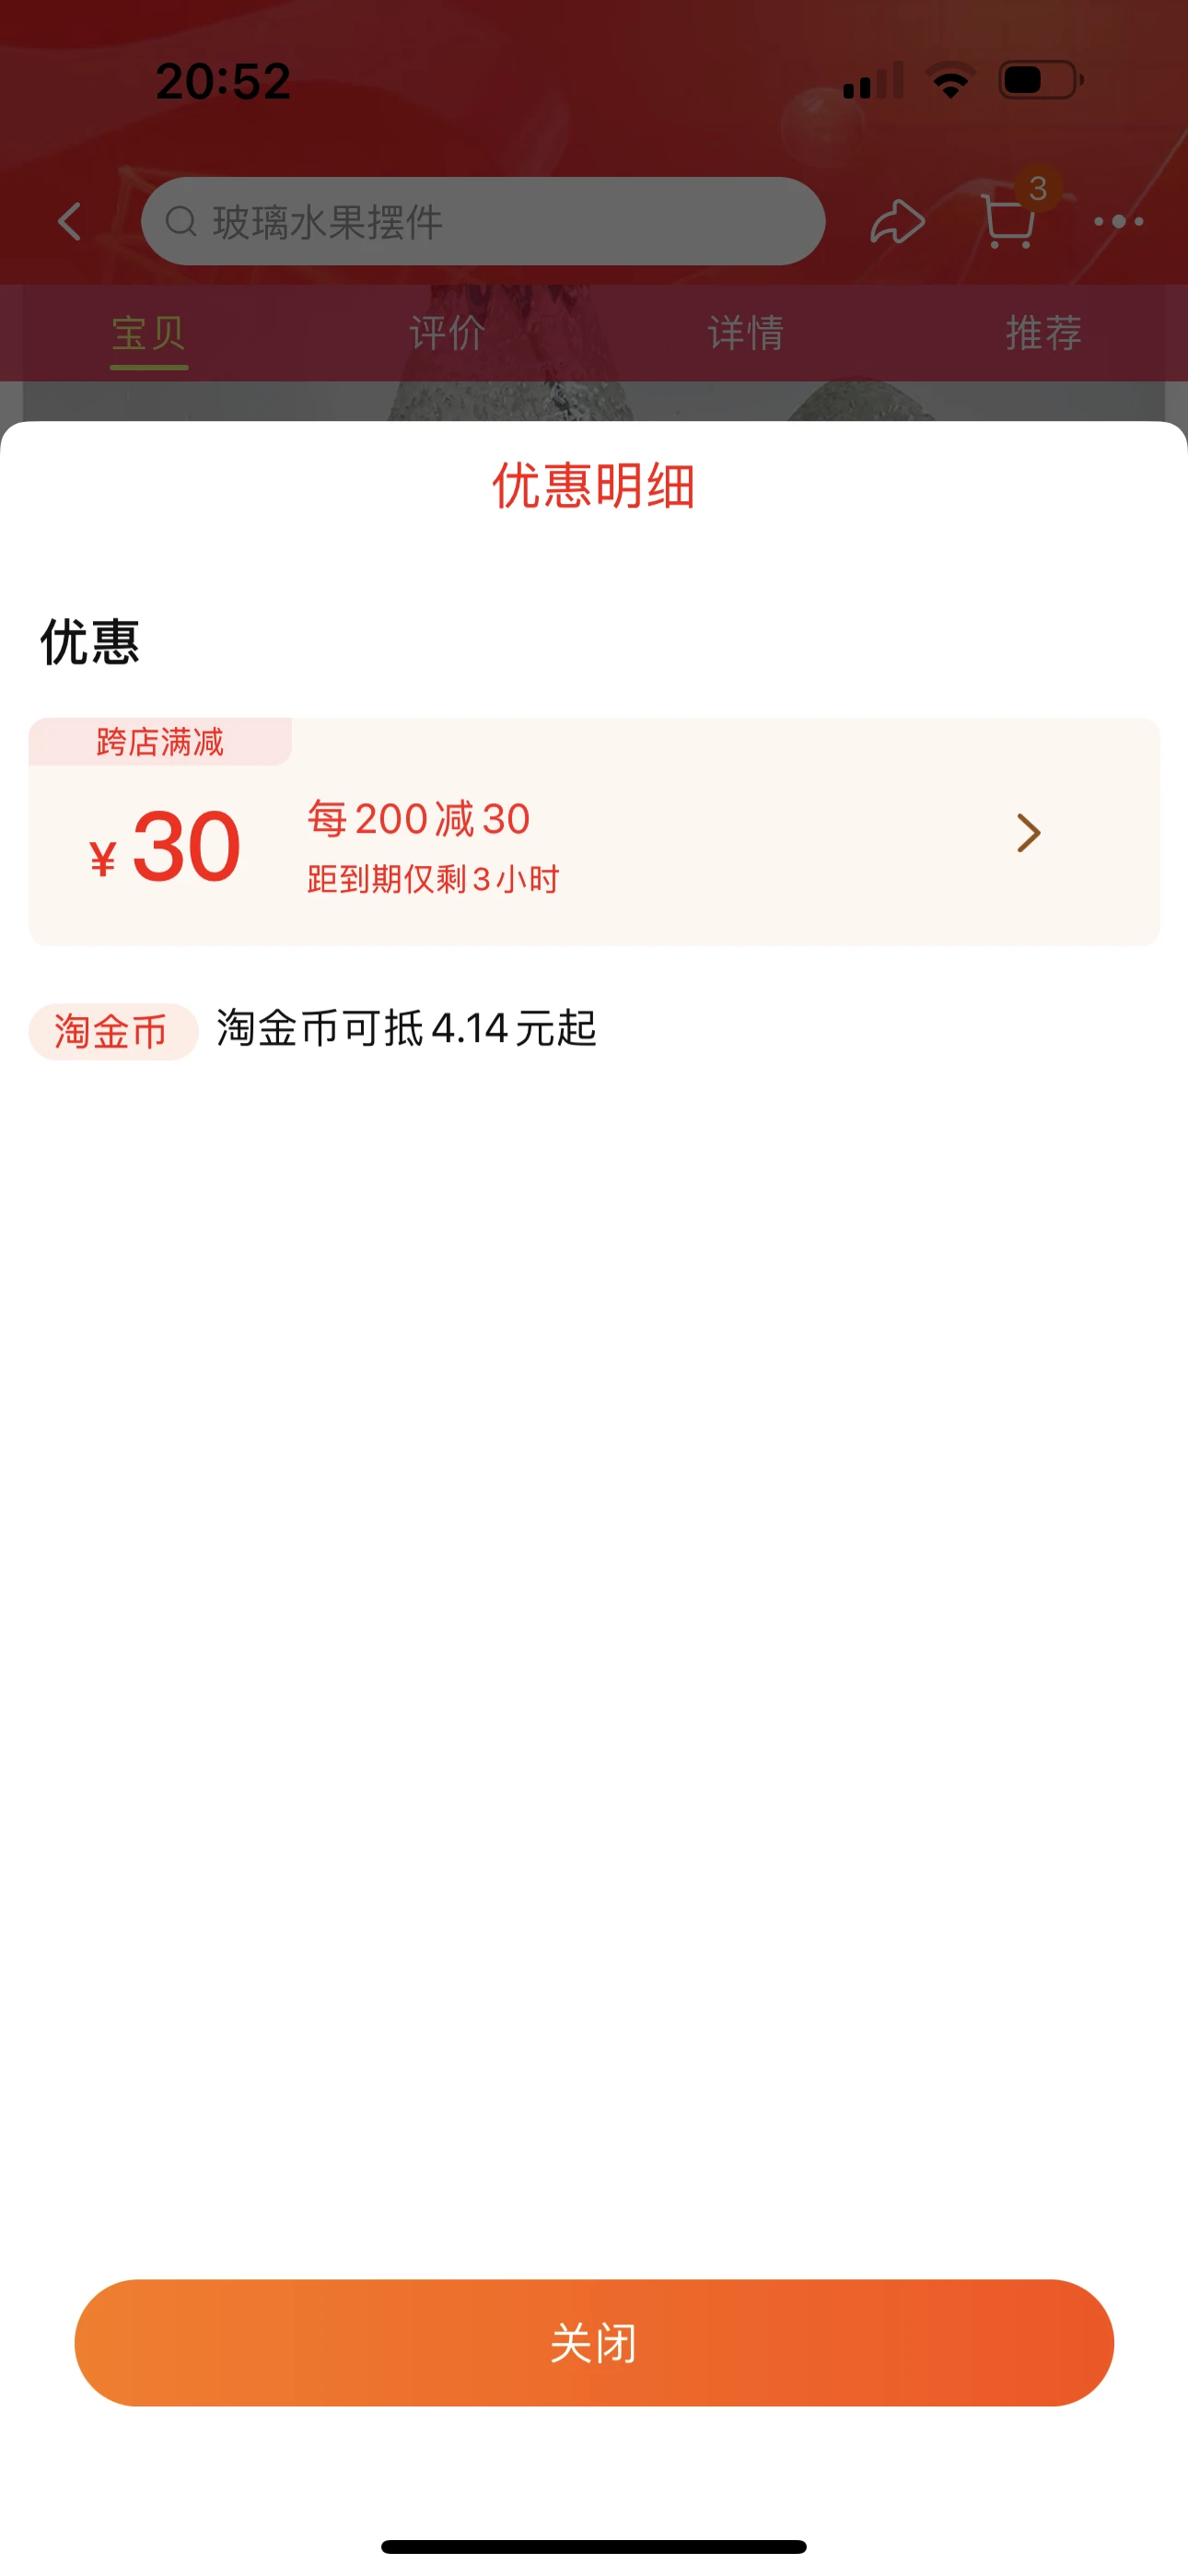 20:52
玻璃水果摆件
3
宝贝 评价 详情 推荐
优惠明细
优惠
跨店满减
¥30
每200减30
距到期仅剩3小时
淘金币 淘金币可抵4.14元起
关闭